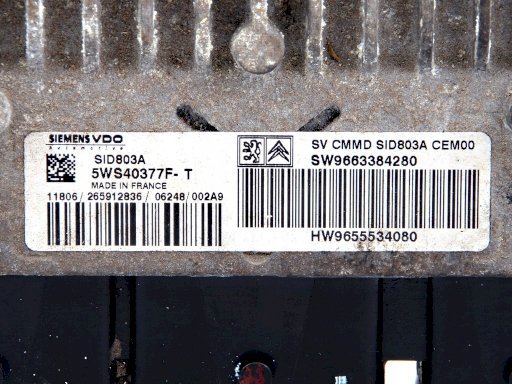 SIEMENS VDO
Automotive
SID803A
5WS40377F- T
MADE IN FRANCE
11806 / 265912836 / 06248 / 002A9
SV CMMD SID803A CEM00
SW9663384280
HW9655534080